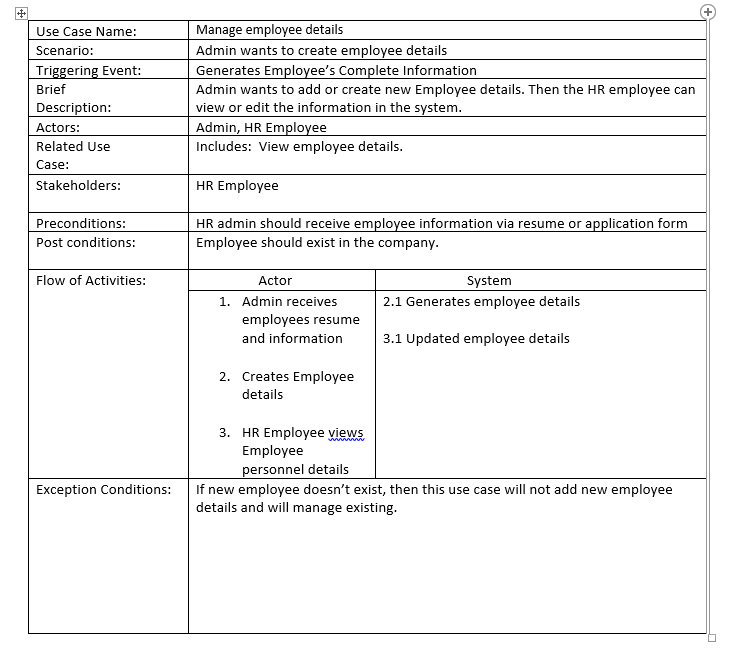 Use Case Name: Manage employee details
Scenario: Admin wants to create employee details
Triggering Event: Generates Employee's Complete Information
Brief
Description:
Admin wants to add or create new Employee details. Then the HR employee can
view or edit the information in the system.
Actors: Admin, HR Employee
Related Use
Case:
Includes:  View employee details.
Stakeholders: HR Employee
Preconditions: HR admin should receive employee information via resume or application form
Post conditions: Employee should exist in the company.
Flow of Activities:
Actor
1. Admin receives
employees resume
and information
2. Creates Employee
details
3. HR Employee views
Employee
personnel details
System
2.1 Generates employee details
3.1 Updated employee details
Exception Conditions:
If new employee doesn't exist, then this use case will not add new employee
details and will manage existing.